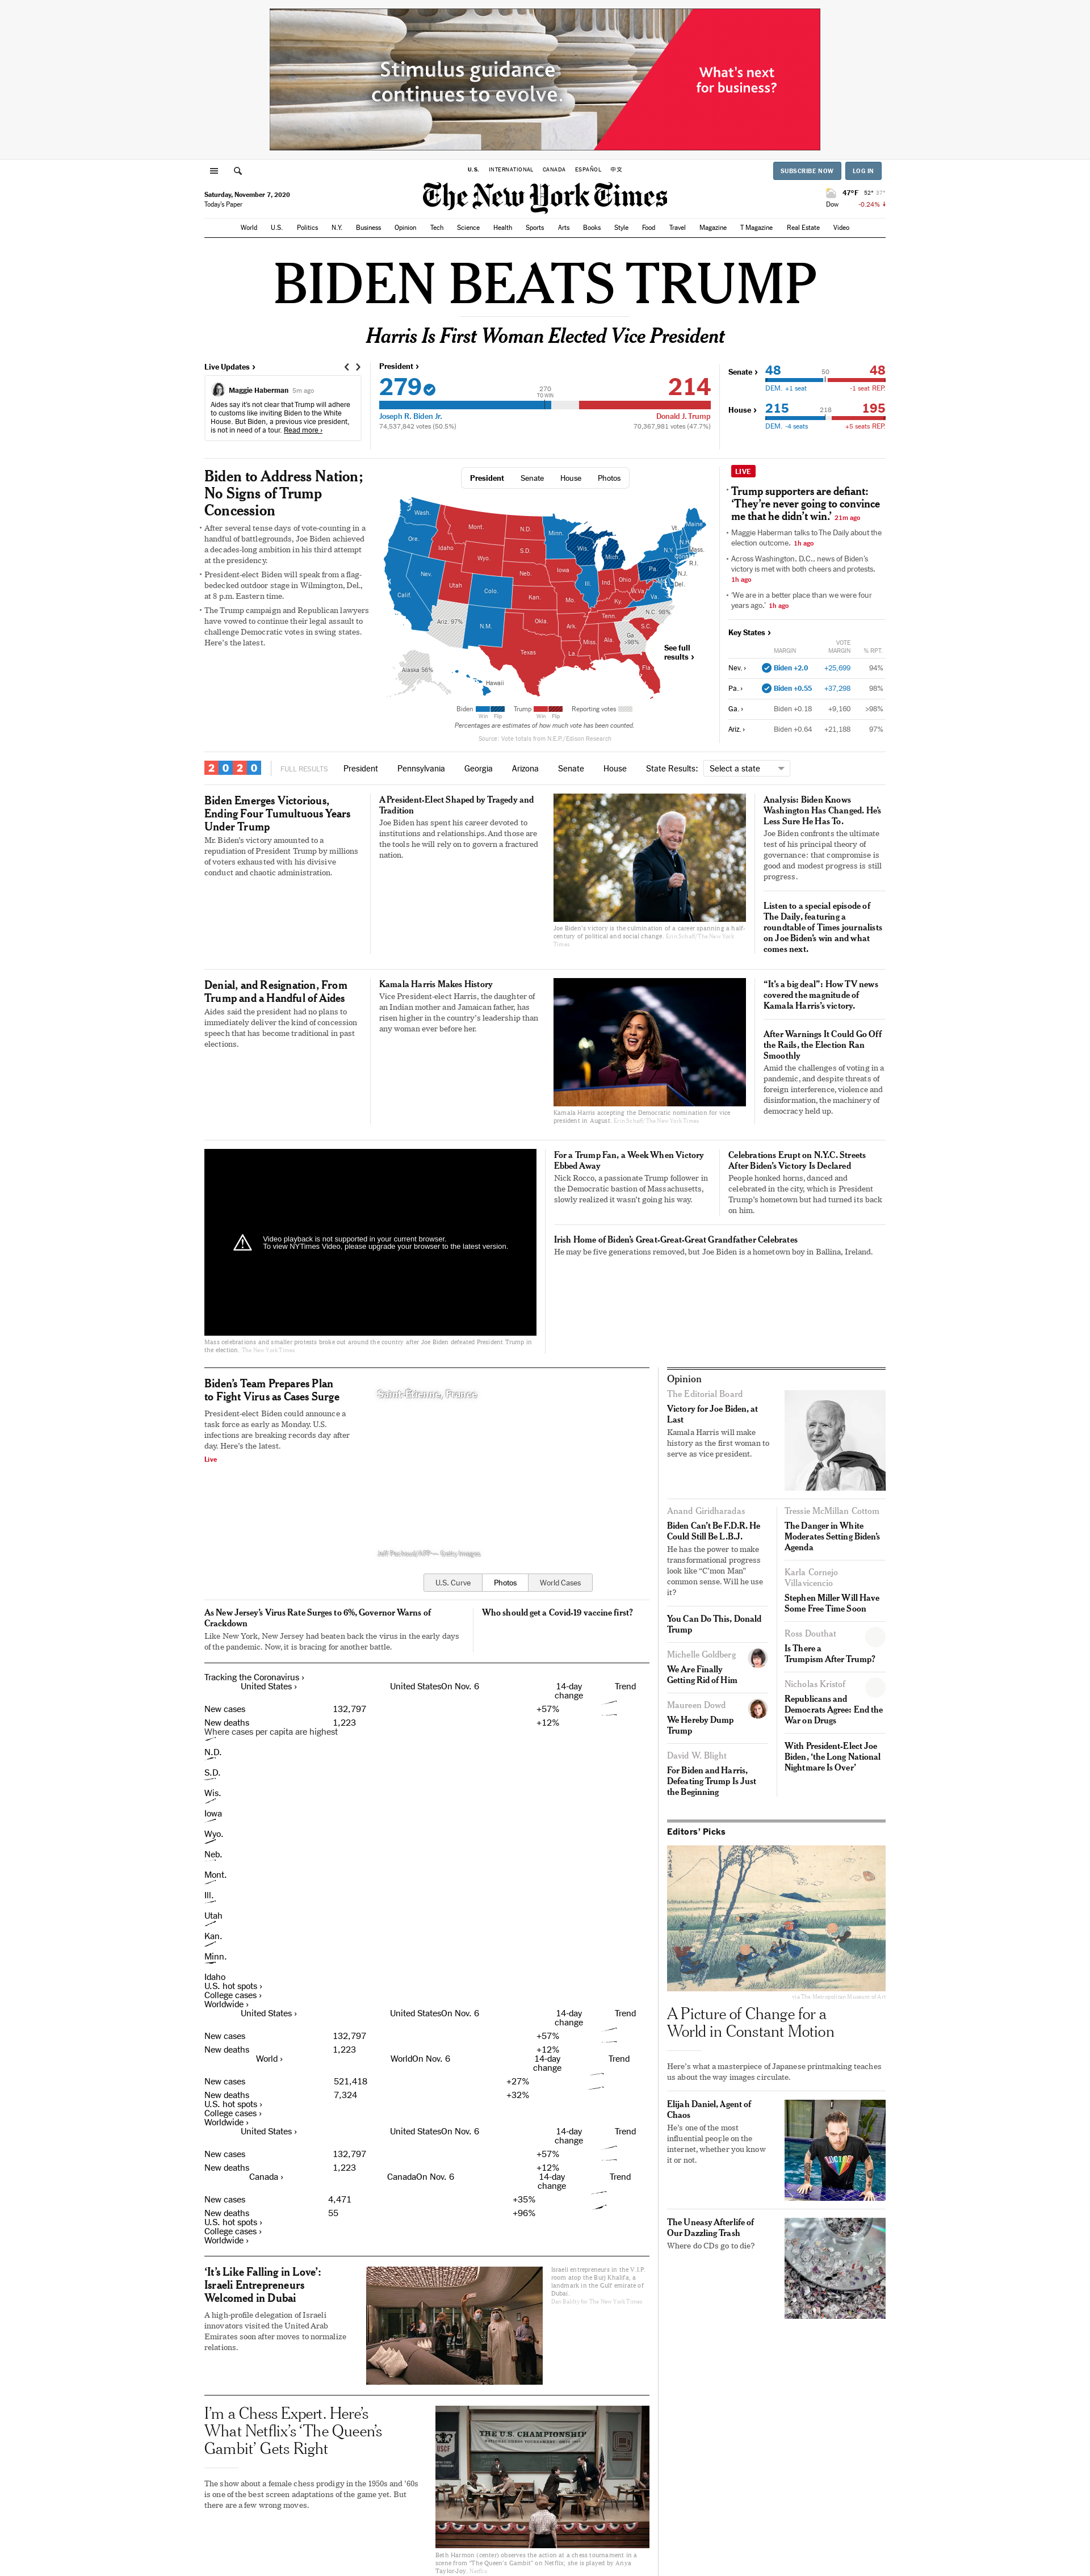 Stimulus guidance
continues to evolve.
What's next
for business?
U.S. INTERNATIONAL CANADA ESPAÑOL 中文
SUBSCRIBE NOW LOG IN
Saturday, November 7, 2020
Today's Paper
The New York Times
47°F 52° 37°
Dow -0.24%
World U.S. Politics N.Y. Business Opinion Tech Science Health Sports Arts Books Style Food Travel Magazine T Magazine Real Estate Video
BIDEN BEATS TRUMP
Harris Is First Woman Elected Vice President
Live Updates ›
Maggie Haberman 5m ago
Aides say it's not clear that Trump will adhere
to customs like inviting Biden to the White
House. But Biden, a previous vice president,
is not in need of a tour. Read more ›
President ›
279 214
270
TO WIN
Joseph R. Biden Jr. Donald J. Trump
74,537,842 votes (50.5%) 70,367,981 votes (47.7%)
Senate › 48 50 48
DEM. +1 seat -1 seat REP.
House › 215 218 195
DEM. -4 seats +5 seats REP.
Biden to Address Nation;
No Signs of Trump
Concession
• After several tense days of vote-counting in a
handful of battlegrounds, Joe Biden achieved
a decades-long ambition in his third attempt
at the presidency.
• President-elect Biden will speak from a flag-
bedecked outdoor stage in Wilmington, Del.,
at 8 p.m. Eastern time.
• The Trump campaign and Republican lawyers
have vowed to continue their legal assault to
challenge Democratic votes in swing states.
Here's the latest.
President Senate House Photos
Wash.
Ore.
Calif.
Nev.
Idaho
Mont.
Wyo.
Utah
Colo.
Ariz. 97%
N.M.
N.D.
S.D.
Neb.
Kan.
Okla.
Texas
Minn.
Iowa
Mo.
Ark.
La.
Wis.
Ill.
Mich.
Ind.
Ohio
Ky.
Tenn.
Miss.
Ala.
Ga.
>98%
Fla.
S.C.
N.C. 98%
Va.
W.Va.
Pa.
N.Y.
Vt.
N.H.
Maine
Mass.
Conn.
R.I.
N.J.
Del.
Alaska 56%
Hawaii
See full
results ›
Biden Trump Reporting votes
Win Flip Win Flip
Percentages are estimates of how much vote has been counted.
Source: Vote totals from N.E.P./Edison Research
LIVE
• Trump supporters are defiant:
'They're never going to convince
me that he didn't win.' 21m ago
• Maggie Haberman talks to The Daily about the
election outcome. 1h ago
• Across Washington, D.C., news of Biden's
victory is met with both cheers and protests.
1h ago
• 'We are in a better place than we were four
years ago.' 1h ago
Key States ›
MARGIN VOTE MARGIN % RPT.
Nev. › Biden +2.0 +25,699 94%
Pa. › Biden +0.55 +37,298 98%
Ga. › Biden +0.18 +9,160 >98%
Ariz. › Biden +0.64 +21,188 97%
2020 FULL RESULTS President Pennsylvania Georgia Arizona Senate House State Results: Select a state
Biden Emerges Victorious,
Ending Four Tumultuous Years
Under Trump
Mr. Biden's victory amounted to a
repudiation of President Trump by millions
of voters exhausted with his divisive
conduct and chaotic administration.
A President-Elect Shaped by Tragedy and
Tradition
Joe Biden has spent his career devoted to
institutions and relationships. And those are
the tools he will rely on to govern a fractured
nation.
Joe Biden's victory is the culmination of a career spanning a half-
century of political and social change. Erin Schaff/The New York
Times
Analysis: Biden Knows
Washington Has Changed. He's
Less Sure He Has To.
Joe Biden confronts the ultimate
test of his principal theory of
governance: that compromise is
good and modest progress is still
progress.
Listen to a special episode of
The Daily, featuring a
roundtable of Times journalists
on Joe Biden's win and what
comes next.
Denial, and Resignation, From
Trump and a Handful of Aides
Aides said the president had no plans to
immediately deliver the kind of concession
speech that has become traditional in past
elections.
Kamala Harris Makes History
Vice President-elect Harris, the daughter of
an Indian mother and Jamaican father, has
risen higher in the country's leadership than
any woman ever before her.
Kamala Harris accepting the Democratic nomination for vice
president in August. Erin Schaff/The New York Times
"It's a big deal": How TV news
covered the magnitude of
Kamala Harris's victory.
After Warnings It Could Go Off
the Rails, the Election Ran
Smoothly
Amid the challenges of voting in a
pandemic, and despite threats of
foreign interference, violence and
disinformation, the machinery of
democracy held up.
Video playback is not supported in your current browser.
To view NYTimes Video, please upgrade your browser to the latest version.
Mass celebrations and smaller protests broke out around the country after Joe Biden defeated President Trump in
the election. The New York Times
For a Trump Fan, a Week When Victory
Ebbed Away
Nick Rocco, a passionate Trump follower in
the Democratic bastion of Massachusetts,
slowly realized it wasn't going his way.
Celebrations Erupt on N.Y.C. Streets
After Biden's Victory Is Declared
People honked horns, danced and
celebrated in the city, which is President
Trump's hometown but had turned its back
on him.
Irish Home of Biden's Great-Great-Great Grandfather Celebrates
He may be five generations removed, but Joe Biden is a hometown boy in Ballina, Ireland.
Biden's Team Prepares Plan
to Fight Virus as Cases Surge
President-elect Biden could announce a
task force as early as Monday. U.S.
infections are breaking records day after
day. Here's the latest.
Live
Saint-Étienne, France
Jeff Pachoud/AFP — Getty Images
U.S. Curve Photos World Cases
As New Jersey's Virus Rate Surges to 6%, Governor Warns of
Crackdown
Like New York, New Jersey had beaten back the virus in the early days
of the pandemic. Now, it is bracing for another battle.
Who should get a Covid-19 vaccine first?
Tracking the Coronavirus ›
United States › United StatesOn Nov. 6 14-day change Trend
New cases 132,797 +57%
New deaths 1,223 +12%
Where cases per capita are highest
N.D.
S.D.
Wis.
Iowa
Wyo.
Neb.
Mont.
Ill.
Utah
Kan.
Minn.
Idaho
U.S. hot spots ›
College cases ›
Worldwide ›
United States › United StatesOn Nov. 6 14-day change Trend
New cases 132,797 +57%
New deaths 1,223 +12%
World › WorldOn Nov. 6 14-day change Trend
New cases 521,418 +27%
New deaths 7,324 +32%
U.S. hot spots ›
College cases ›
Worldwide ›
United States › United StatesOn Nov. 6 14-day change Trend
New cases 132,797 +57%
New deaths 1,223 +12%
Canada › CanadaOn Nov. 6 14-day change Trend
New cases 4,471 +35%
New deaths 55 +96%
U.S. hot spots ›
College cases ›
Worldwide ›
'It's Like Falling in Love':
Israeli Entrepreneurs
Welcomed in Dubai
A high-profile delegation of Israeli
innovators visited the United Arab
Emirates soon after moves to normalize
relations.
Israeli entrepreneurs in the V.I.P.
room atop the Burj Khalifa, a
landmark in the Gulf emirate of
Dubai.
Dan Balilty for The New York Times
I'm a Chess Expert. Here's
What Netflix's 'The Queen's
Gambit' Gets Right
The show about a female chess prodigy in the 1950s and '60s
is one of the best screen adaptations of the game yet. But
there are a few wrong moves.
THE U.S. CHAMPIONSHIP
USCF
Beth Harmon (center) observes the action at a chess tournament in a
scene from "The Queen's Gambit" on Netflix; she is played by Anya
Taylor-Joy. Netflix
Opinion
The Editorial Board
Victory for Joe Biden, at
Last
Kamala Harris will make
history as the first woman to
serve as vice president.
Anand Giridharadas
Biden Can't Be F.D.R. He
Could Still Be L.B.J.
He has the power to make
transformational progress
look like "C'mon Man"
common sense. Will he use
it?
You Can Do This, Donald
Trump
Michelle Goldberg
We Are Finally
Getting Rid of Him
Maureen Dowd
We Hereby Dump
Trump
David W. Blight
For Biden and Harris,
Defeating Trump Is Just
the Beginning
Tressie McMillan Cottom
The Danger in White
Moderates Setting Biden's
Agenda
Karla Cornejo
Villavicencio
Stephen Miller Will Have
Some Free Time Soon
Ross Douthat
Is There a
Trumpism After Trump?
Nicholas Kristof
Republicans and
Democrats Agree: End the
War on Drugs
With President-Elect Joe
Biden, 'the Long National
Nightmare Is Over'
Editors' Picks
via The Metropolitan Museum of Art
A Picture of Change for a
World in Constant Motion
Here's what a masterpiece of Japanese printmaking teaches
us about the way images circulate.
Elijah Daniel, Agent of
Chaos
He's one of the most
influential people on the
internet, whether you know
it or not.
The Uneasy Afterlife of
Our Dazzling Trash
Where do CDs go to die?